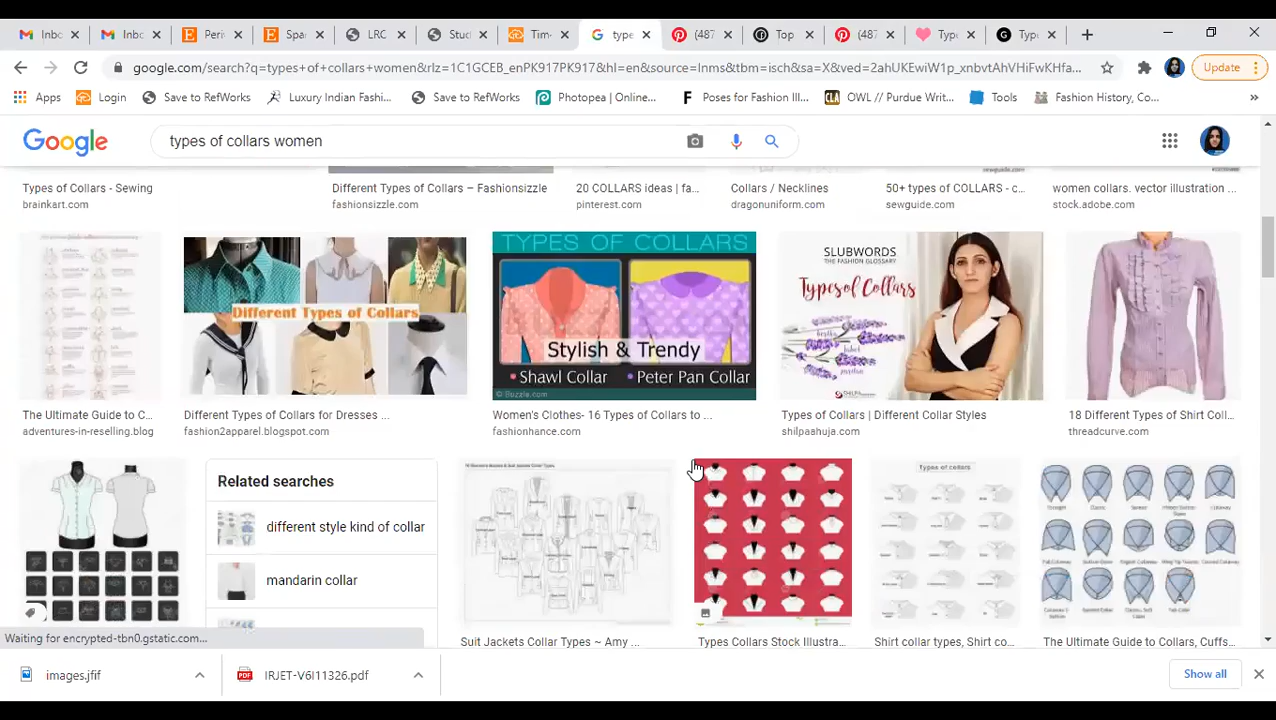 Inbo
Inbo
Peri
Spa
LRC
Stud
Tim-
type
(487
Top
(487
Type
Type
google.com/search?q=types+of+collars+women&rlz=1C1GCEB_enPK917PK917&hl=en&source=lnms&tbm=isch&sa=X&ved=2ahUKEwiW1p_xnbvtAhVHiFwKHfa...
Update
Apps
Login
Save to RefWorks
Luxury Indian Fashi...
Save to RefWorks
Photopea | Online...
Poses for Fashion Ill...
OWL // Purdue Writ...
Tools
Fashion History, Co...
Google
types of collars women
Types of Collars - Sewing
brainkart.com
Different Types of Collars – Fashionsizzle
fashionsizzle.com
20 COLLARS ideas | fa...
pinterest.com
Collars / Necklines
dragonuniform.com
50+ types of COLLARS - c...
sewguide.com
women collars. vector illustration ...
stock.adobe.com
Different Types of Collars
TYPES OF COLLARS
Stylish & Trendy
Shawl Collar
Peter Pan Collar
© Buzzle.com
SLUBWORDS
THE FASHION GLOSSARY
Types of Collars
The Ultimate Guide to C...
adventures-in-reselling.blog
Different Types of Collars for Dresses ...
fashion2apparel.blogspot.com
Women's Clothes- 16 Types of Collars to ...
fashionhance.com
Types of Collars | Different Collar Styles
shilpaahuja.com
18 Different Types of Shirt Coll...
threadcurve.com
Related searches
different style kind of collar
mandarin collar
Types of collars
Suit Jackets Collar Types ~ Amy ...
Types Collars Stock Illustra...
Shirt collar types, Shirt co...
The Ultimate Guide to Collars, Cuffs...
Waiting for encrypted-tbn0.gstatic.com...
images.jfif
PDF
IRJET-V6I11326.pdf
Show all